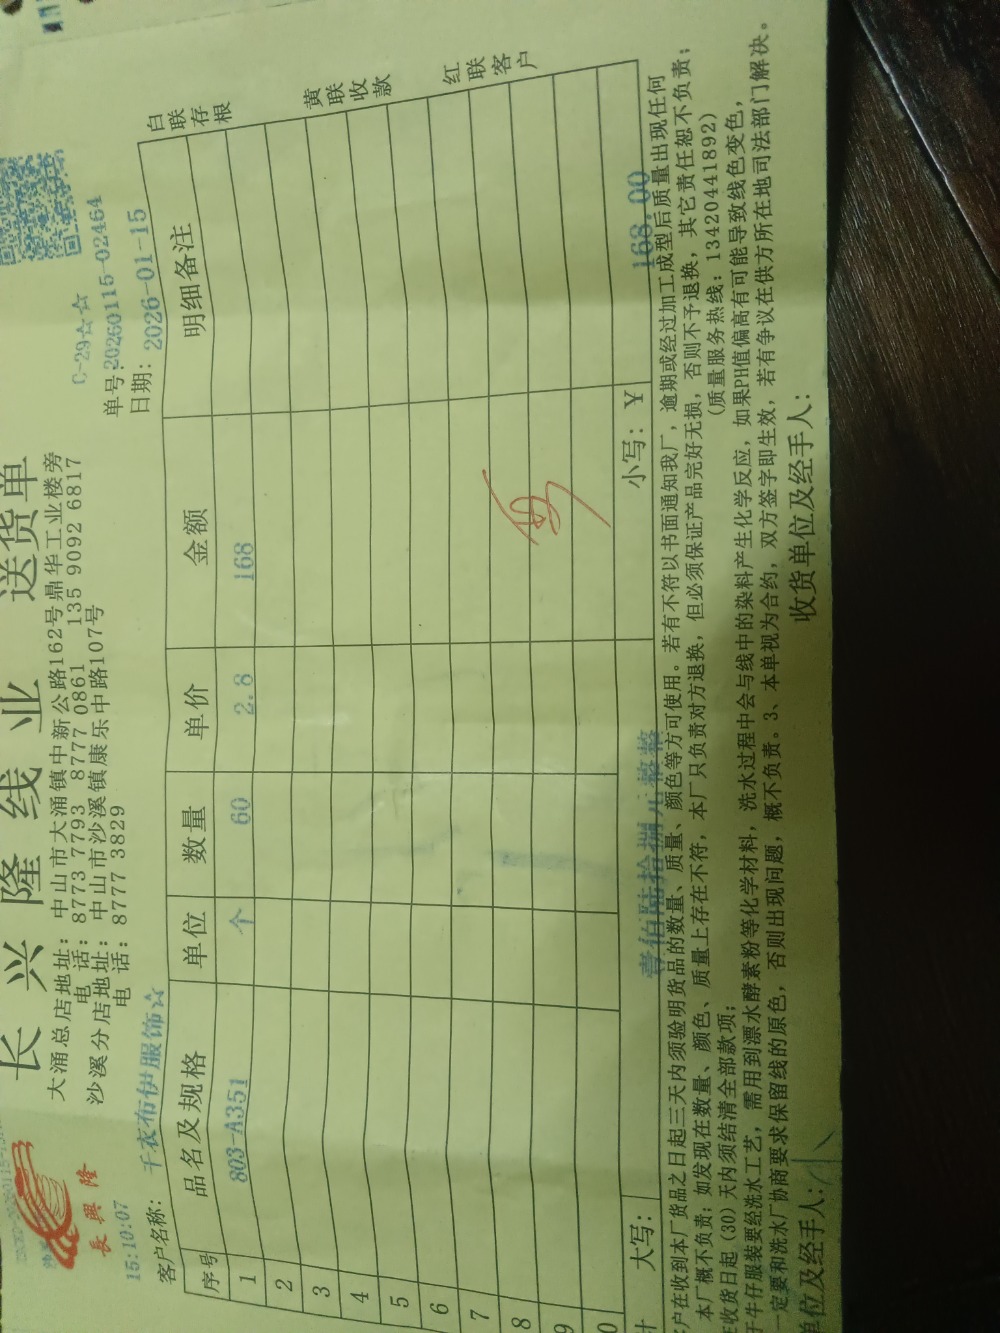 长兴隆线业 送货单
長興隆
大涌总店地址：中山市大涌镇中新公路162号鼎华工业楼旁
电 话：8773 7793 8777 0861 135 9092 6817
沙溪分店地址：中山市沙溪镇康乐中路107号
电 话：8777 3829
C-29☆☆☆
单号：20260115-02464
15:10:07
日期：2026-01-15
客户名称：千衣布伊服饰☆
序号 品名及规格 单位 数量 单价 金额 明细备注
1 803-A351 个 60 2.8 168
2
3
4
5
6
7
8
9
0
计 大写：壹佰陆拾捌元整 小写：Y 168.00
白联存根
黄联收款
红联客户
户在收到本厂货品之日起三天内须验明货品的数量、质量、颜色等方可使用。若有不符以书面通知我厂，逾期或经过加工成型后质量出现任何
本厂概不负责；如发现在数量、颜色、质量上存在不符，本厂只负责对方退换，但必须保证产品完好无损，否则不予退换，其它责任恕不负责；
收货日起（30）天内须结清全部款项； (质量服务热线：13420441892)
牛仔服装要经洗水工艺，需用到漂水酵素粉等化学材料，洗水过程中会与线中的染料产生化学反应，如果PH值偏高有可能导致线色变色，
一定要和洗水厂协商要求保留线的原色，否则出现问题，概不负责。3、本单视为合约，双方签字即生效，若有争议在供方所在地司法部门解决。
单位及经手人： 收货单位及经手人：